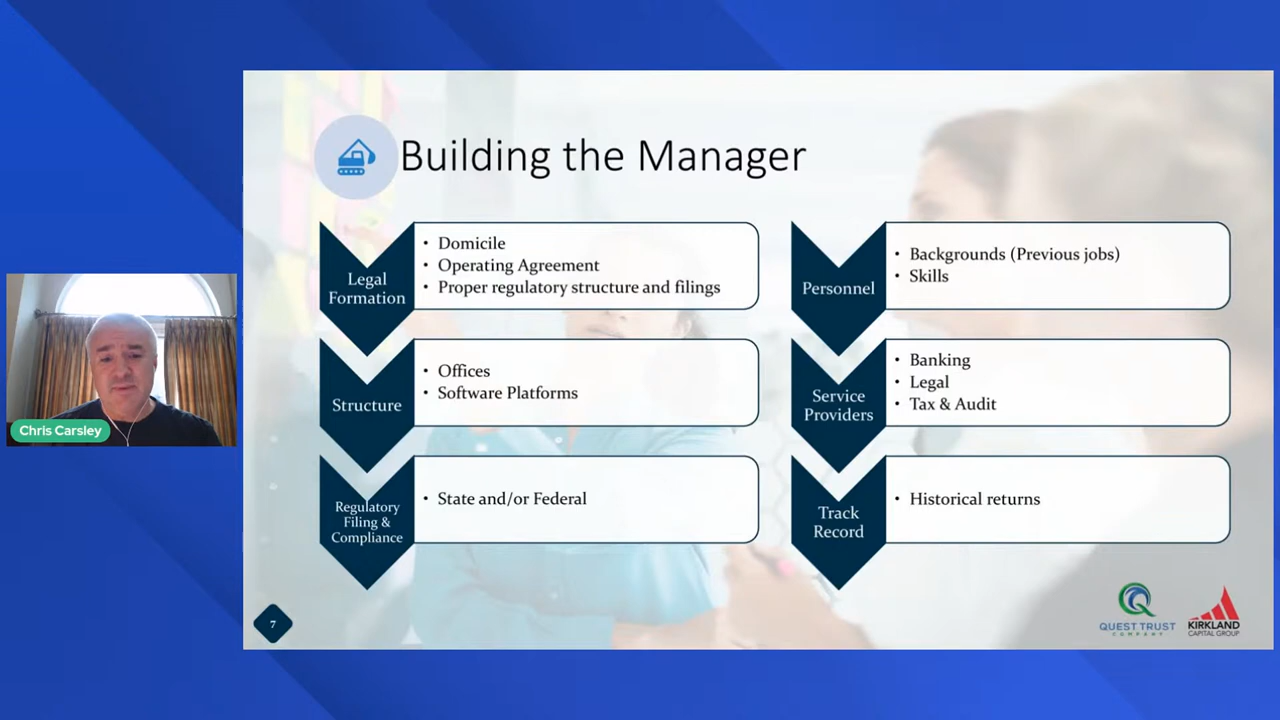 Building the Manager
Legal
Formation
• Domicile
• Operating Agreement
• Proper regulatory structure and filings
Structure
• Offices
• Software Platforms
Regulatory
Filing &
Compliance
• State and/or Federal
Personnel
• Backgrounds (Previous jobs)
• Skills
Service
Providers
• Banking
• Legal
• Tax & Audit
Track
Record
• Historical returns
Chris Carsley
7
QUEST TRUST
COMPANY
KIRKLAND
CAPITAL GROUP